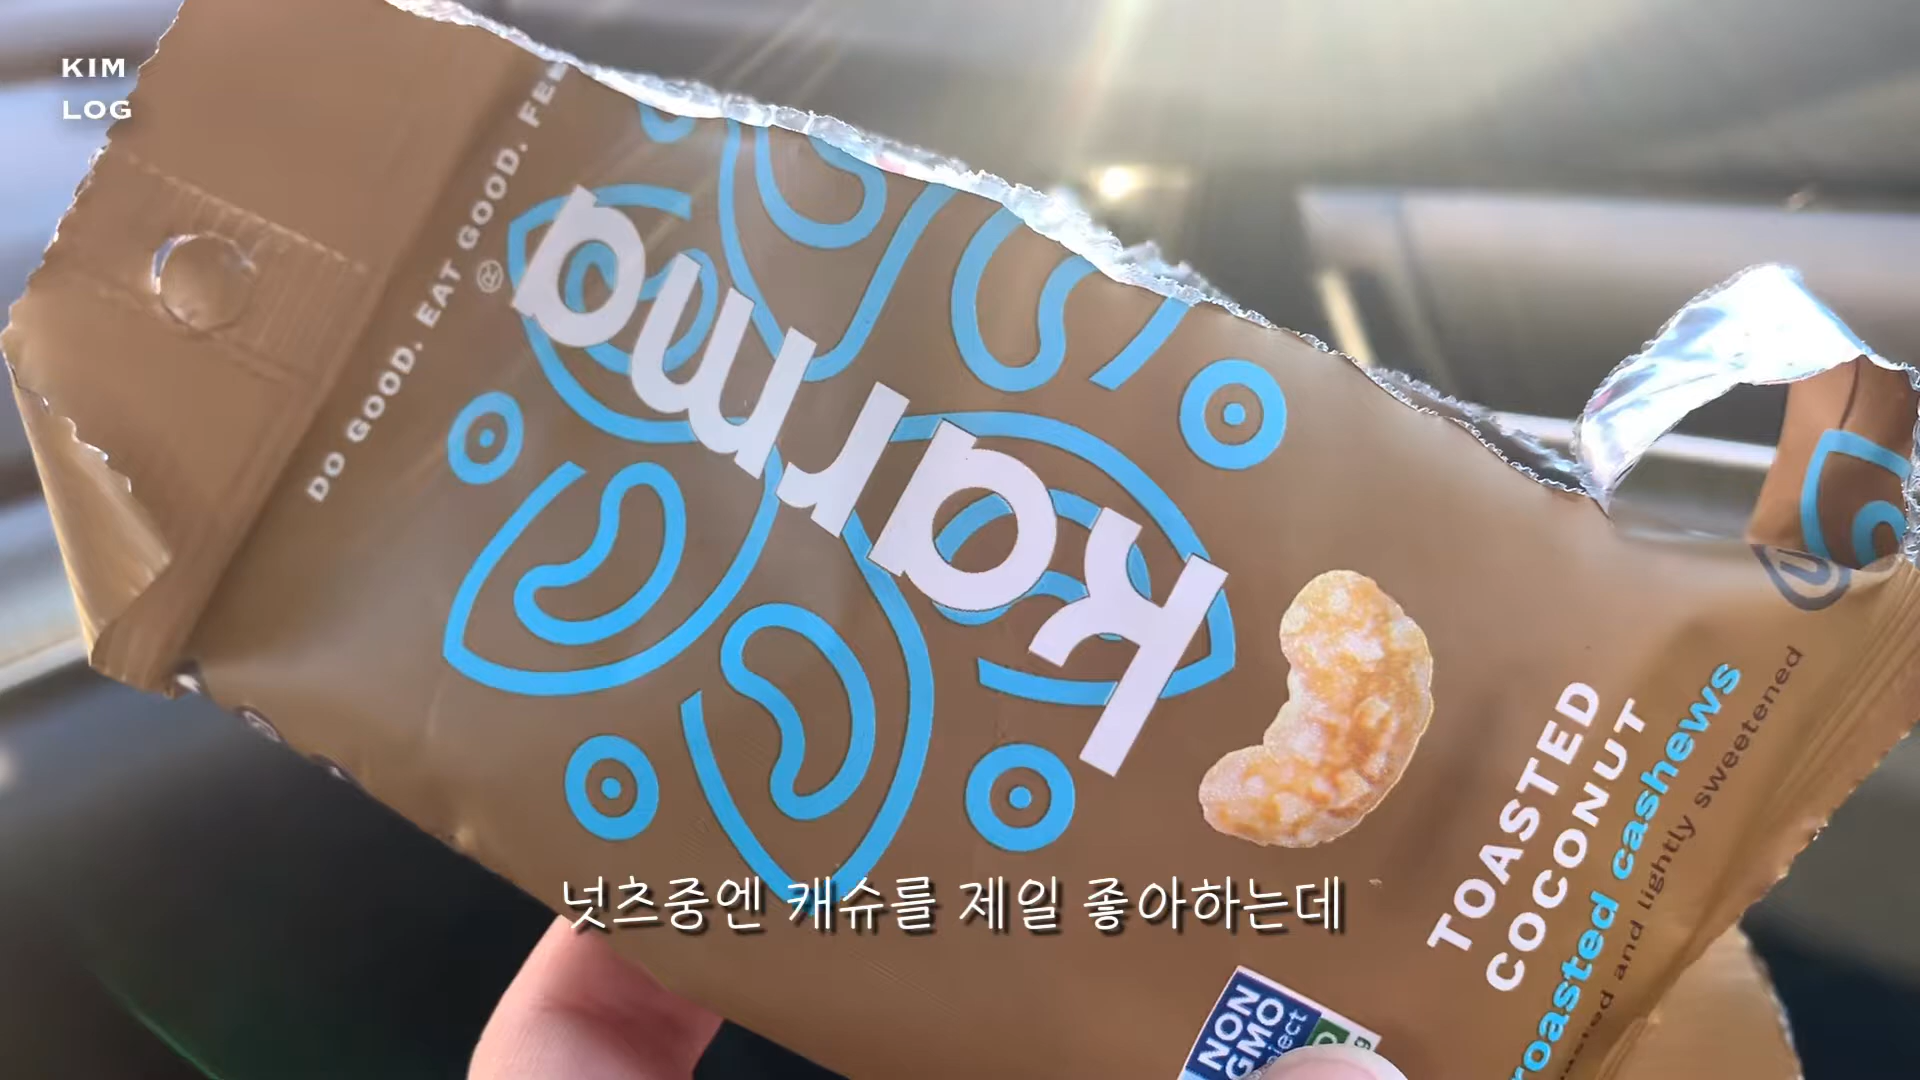 KIM
LOG
DO GOOD. EAT GOOD.
karma
®
TOASTED
COCONUT
roasted cashews
and lightly sweetened
U
NON
GMO
넛츠중엔 캐슈를 제일 좋아하는데